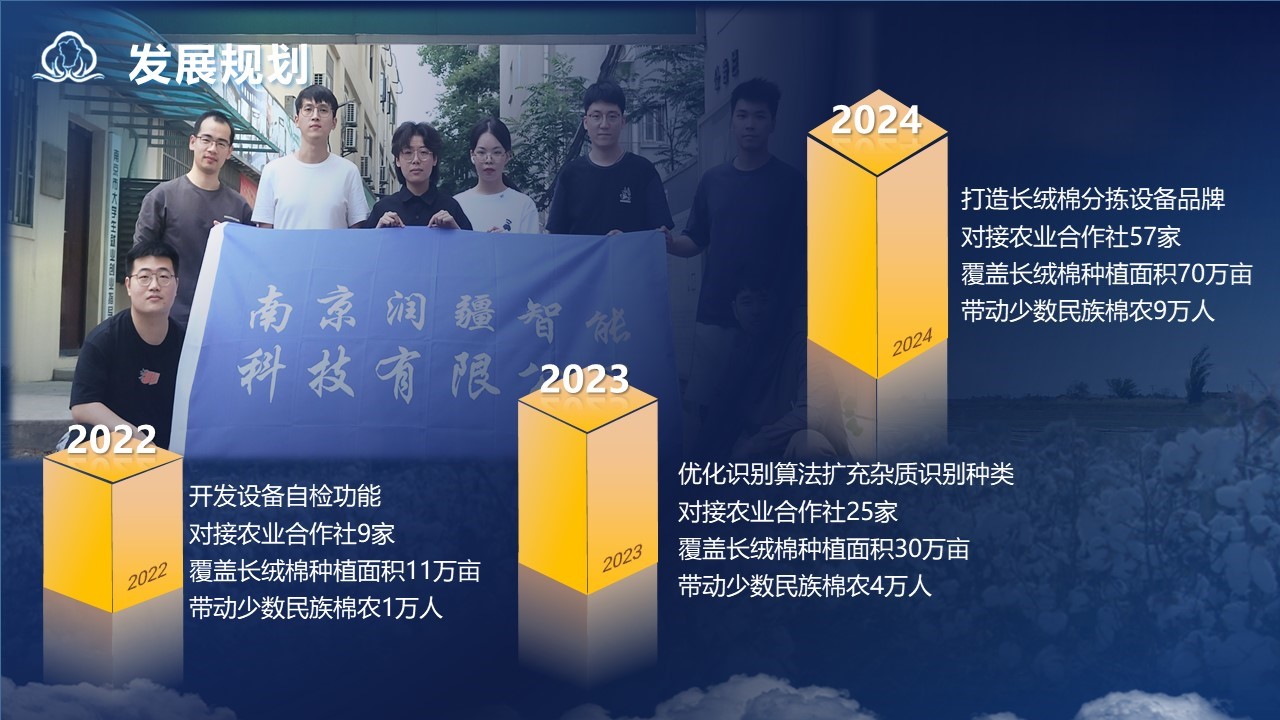 发展规划
南京润疆智能
科技有限
2022
2022
开发设备自检功能
对接农业合作社9家
覆盖长绒棉种植面积11万亩
带动少数民族棉农1万人
2023
2023
优化识别算法扩充杂质识别种类
对接农业合作社25家
覆盖长绒棉种植面积30万亩
带动少数民族棉农4万人
2024
2024
打造长绒棉分拣设备品牌
对接农业合作社57家
覆盖长绒棉种植面积70万亩
带动少数民族棉农9万人